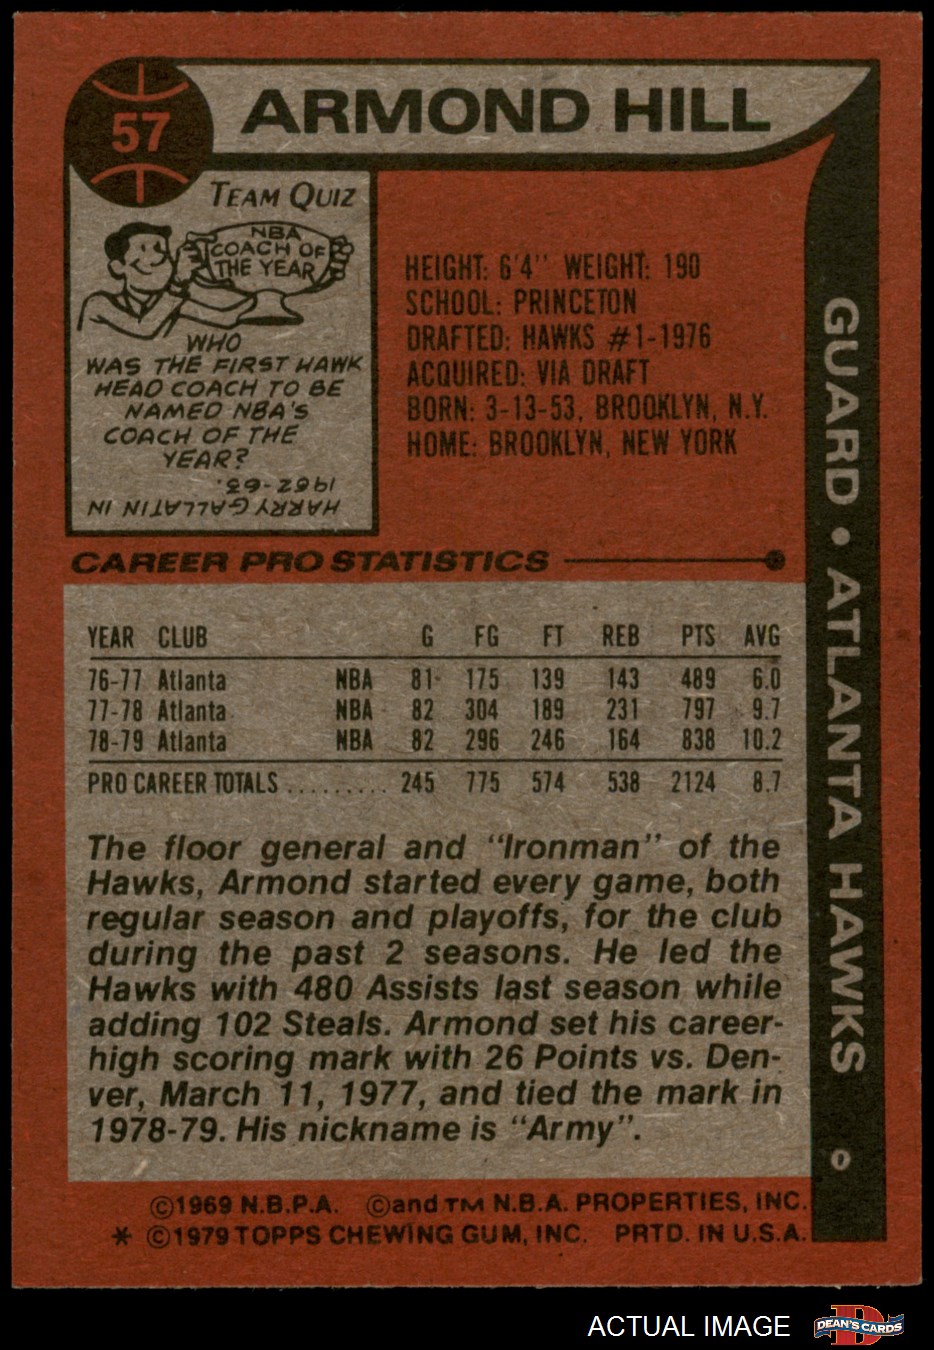 57
ARMOND HILL
TEAM QUIZ
NBA
COACH OF
THE YEAR
WHO
WAS THE FIRST HAWK
HEAD COACH TO BE
NAMED NBA'S
COACH OF THE
YEAR?
HARRY GALLATIN IN
1962-63.
HEIGHT: 6'4" WEIGHT: 190
SCHOOL: PRINCETON
DRAFTED: HAWKS #1-1976
ACQUIRED: VIA DRAFT
BORN: 3-13-53, BROOKLYN, N.Y.
HOME: BROOKLYN, NEW YORK
GUARD • ATLANTA HAWKS
CAREER PRO STATISTICS
YEAR CLUB G FG FT REB PTS AVG
76-77 Atlanta NBA 81 175 139 143 489 6.0
77-78 Atlanta NBA 82 304 189 231 797 9.7
78-79 Atlanta NBA 82 296 246 164 838 10.2
PRO CAREER TOTALS ......... 245 775 574 538 2124 8.7
The floor general and "Ironman" of the
Hawks, Armond started every game, both
regular season and playoffs, for the club
during the past 2 seasons. He led the
Hawks with 480 Assists last season while
adding 102 Steals. Armond set his career-
high scoring mark with 26 Points vs. Den-
ver, March 11, 1977, and tied the mark in
1978-79. His nickname is "Army".
©1969 N.B.P.A. ©and TM N.B.A. PROPERTIES, INC.
* ©1979 TOPPS CHEWING GUM, INC. PRTD. IN U.S.A.
ACTUAL IMAGE
D
DEAN'S CARDS